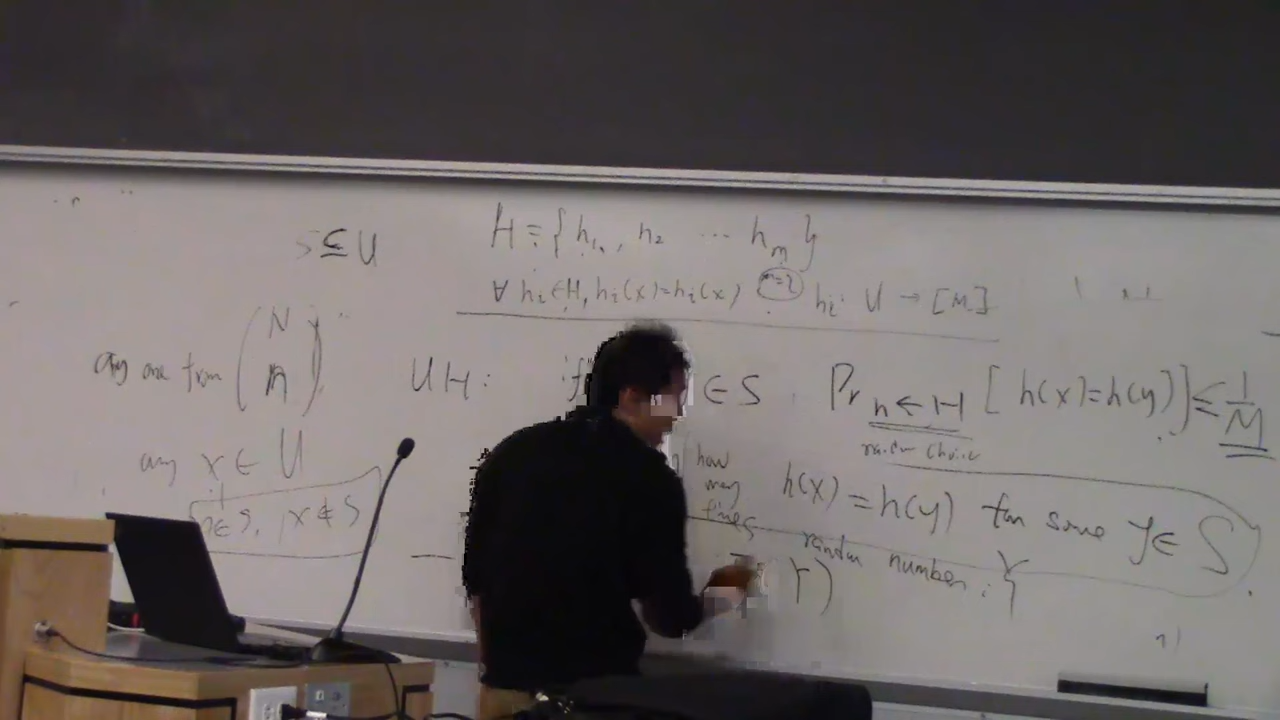 S ⊆ U
H = { h₁, h₂ ... hₘ }
∀ hᵢ ∈ H, hᵢ(x)=hᵢ(x) hᵢ: U → [M]
any one from (N n)
UH: if ∈ S Pr h ← H [ h(x)=h(y) ] ≤ 1/M
random choice
any x ∈ U
∈ S, x ∉ S
how many times h(x) = h(y) for some y ∈ S
random number: Y
Y)